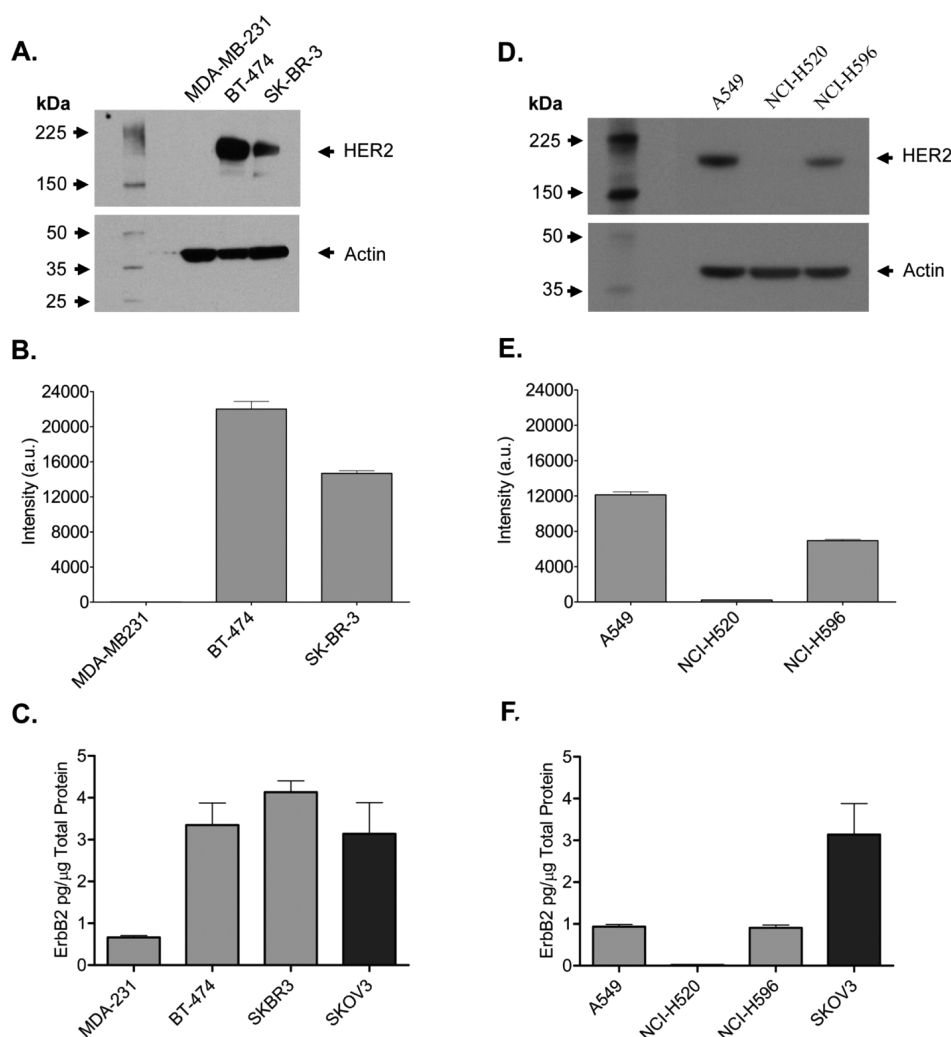 A.
MDA-MB-231
BT-474
SK-BR-3
kDa
225
150
HER2
50
35
25
Actin
B.
Intensity (a.u.)
24000
20000
16000
12000
8000
4000
0
MDA-MB231
BT-474
SK-BR-3
C.
ErbB2 pg/µg Total Protein
5
4
3
2
1
0
MDA-231
BT-474
SKBR3
SKOV3
D.
A549
NCI-H520
NCI-H596
kDa
225
150
HER2
50
35
Actin
E.
Intensity (a.u.)
24000
20000
16000
12000
8000
4000
0
A549
NCI-H520
NCI-H596
F.
ErbB2 pg/µg Total Protein
5
4
3
2
1
0
A549
NCI-H520
NCI-H596
SKOV3